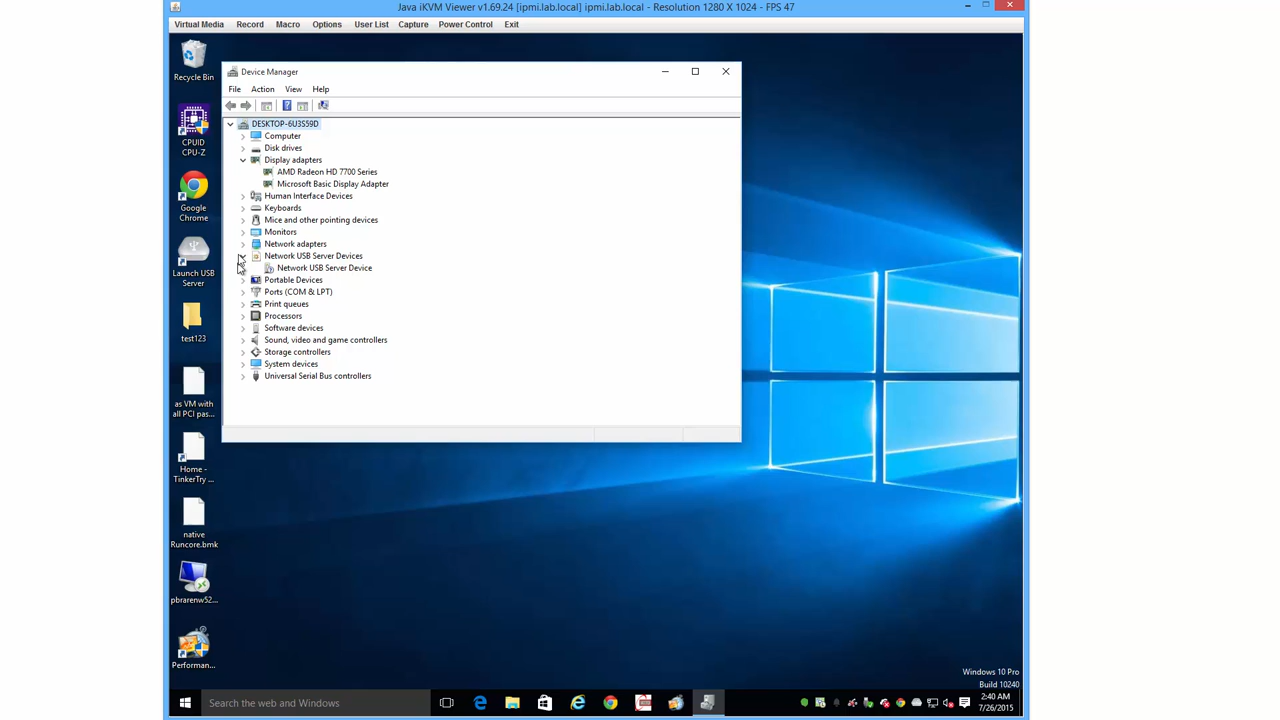 Java iKVM Viewer v1.69.24 [ipmi.lab.local] ipmi.lab.local - Resolution 1280 X 1024 - FPS 47
Virtual Media Record Macro Options User List Capture Power Control Exit
Recycle Bin
CPUID
CPU-Z
Google
Chrome
Launch USB
Server
test123
as VM with
all PCI pas...
Home -
TinkerTry ...
native
Runcore.bmk
pbrarenw52...
Performan...
Device Manager
File Action View Help
DESKTOP-6U3S59D
Computer
Disk drives
Display adapters
AMD Radeon HD 7700 Series
Microsoft Basic Display Adapter
Human Interface Devices
Keyboards
Mice and other pointing devices
Monitors
Network adapters
Network USB Server Devices
Network USB Server Device
Portable Devices
Ports (COM & LPT)
Print queues
Processors
Software devices
Sound, video and game controllers
Storage controllers
System devices
Universal Serial Bus controllers
Windows 10 Pro
Build 10240
Search the web and Windows
2:40 AM
7/26/2015